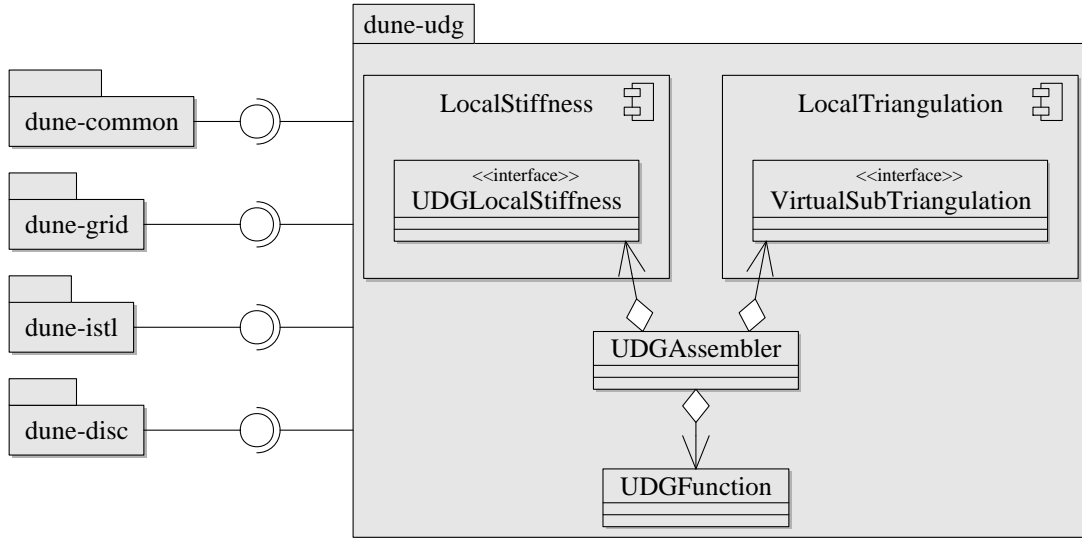 dune-udg
dune-common
dune-grid
dune-istl
dune-disc
LocalStiffness
<<interface>>
UDGLocalStiffness
LocalTriangulation
<<interface>>
VirtualSubTriangulation
UDGAssembler
UDGFunction